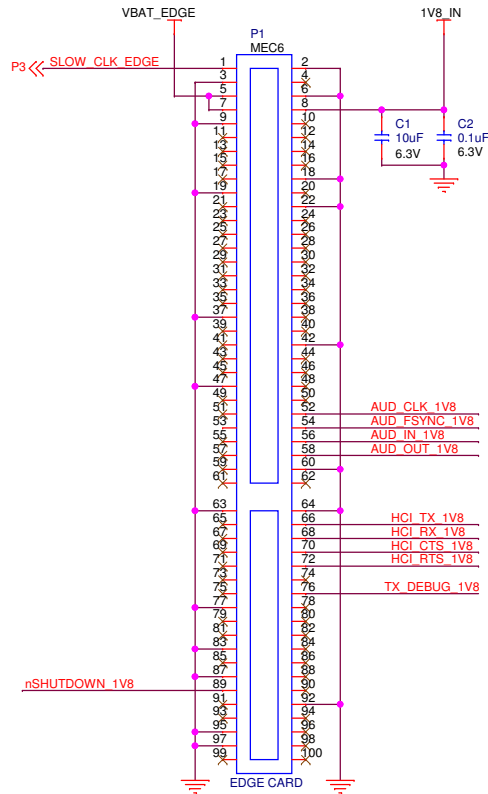 VBAT_EDGE 1V8_IN
P1
MEC6
P3 SLOW_CLK_EDGE 1 2
3 4
5 6
7 8
9 10
C1 C2
11 12
10uF 0.1uF
13 14
6.3V 6.3V
15 16
17 18
19 20
21 22
23 24
25 26
27 28
29 30
31 32
33 34
35 36
37 38
39 40
41 42
43 44
45 46
47 48
49 50
51 52 AUD_CLK_1V8
53 54 AUD_FSYNC_1V8
55 56 AUD_IN_1V8
57 58 AUD_OUT_1V8
59 60
61 62
63 64
65 66 HCI_TX_1V8
67 68 HCI_RX_1V8
69 70 HCI_CTS_1V8
71 72 HCI_RTS_1V8
73 74
75 76 TX_DEBUG_1V8
77 78
79 80
81 82
83 84
85 86
87 88
nSHUTDOWN_1V8 89 90
91 92
93 94
95 96
97 98
99 100
EDGE CARD